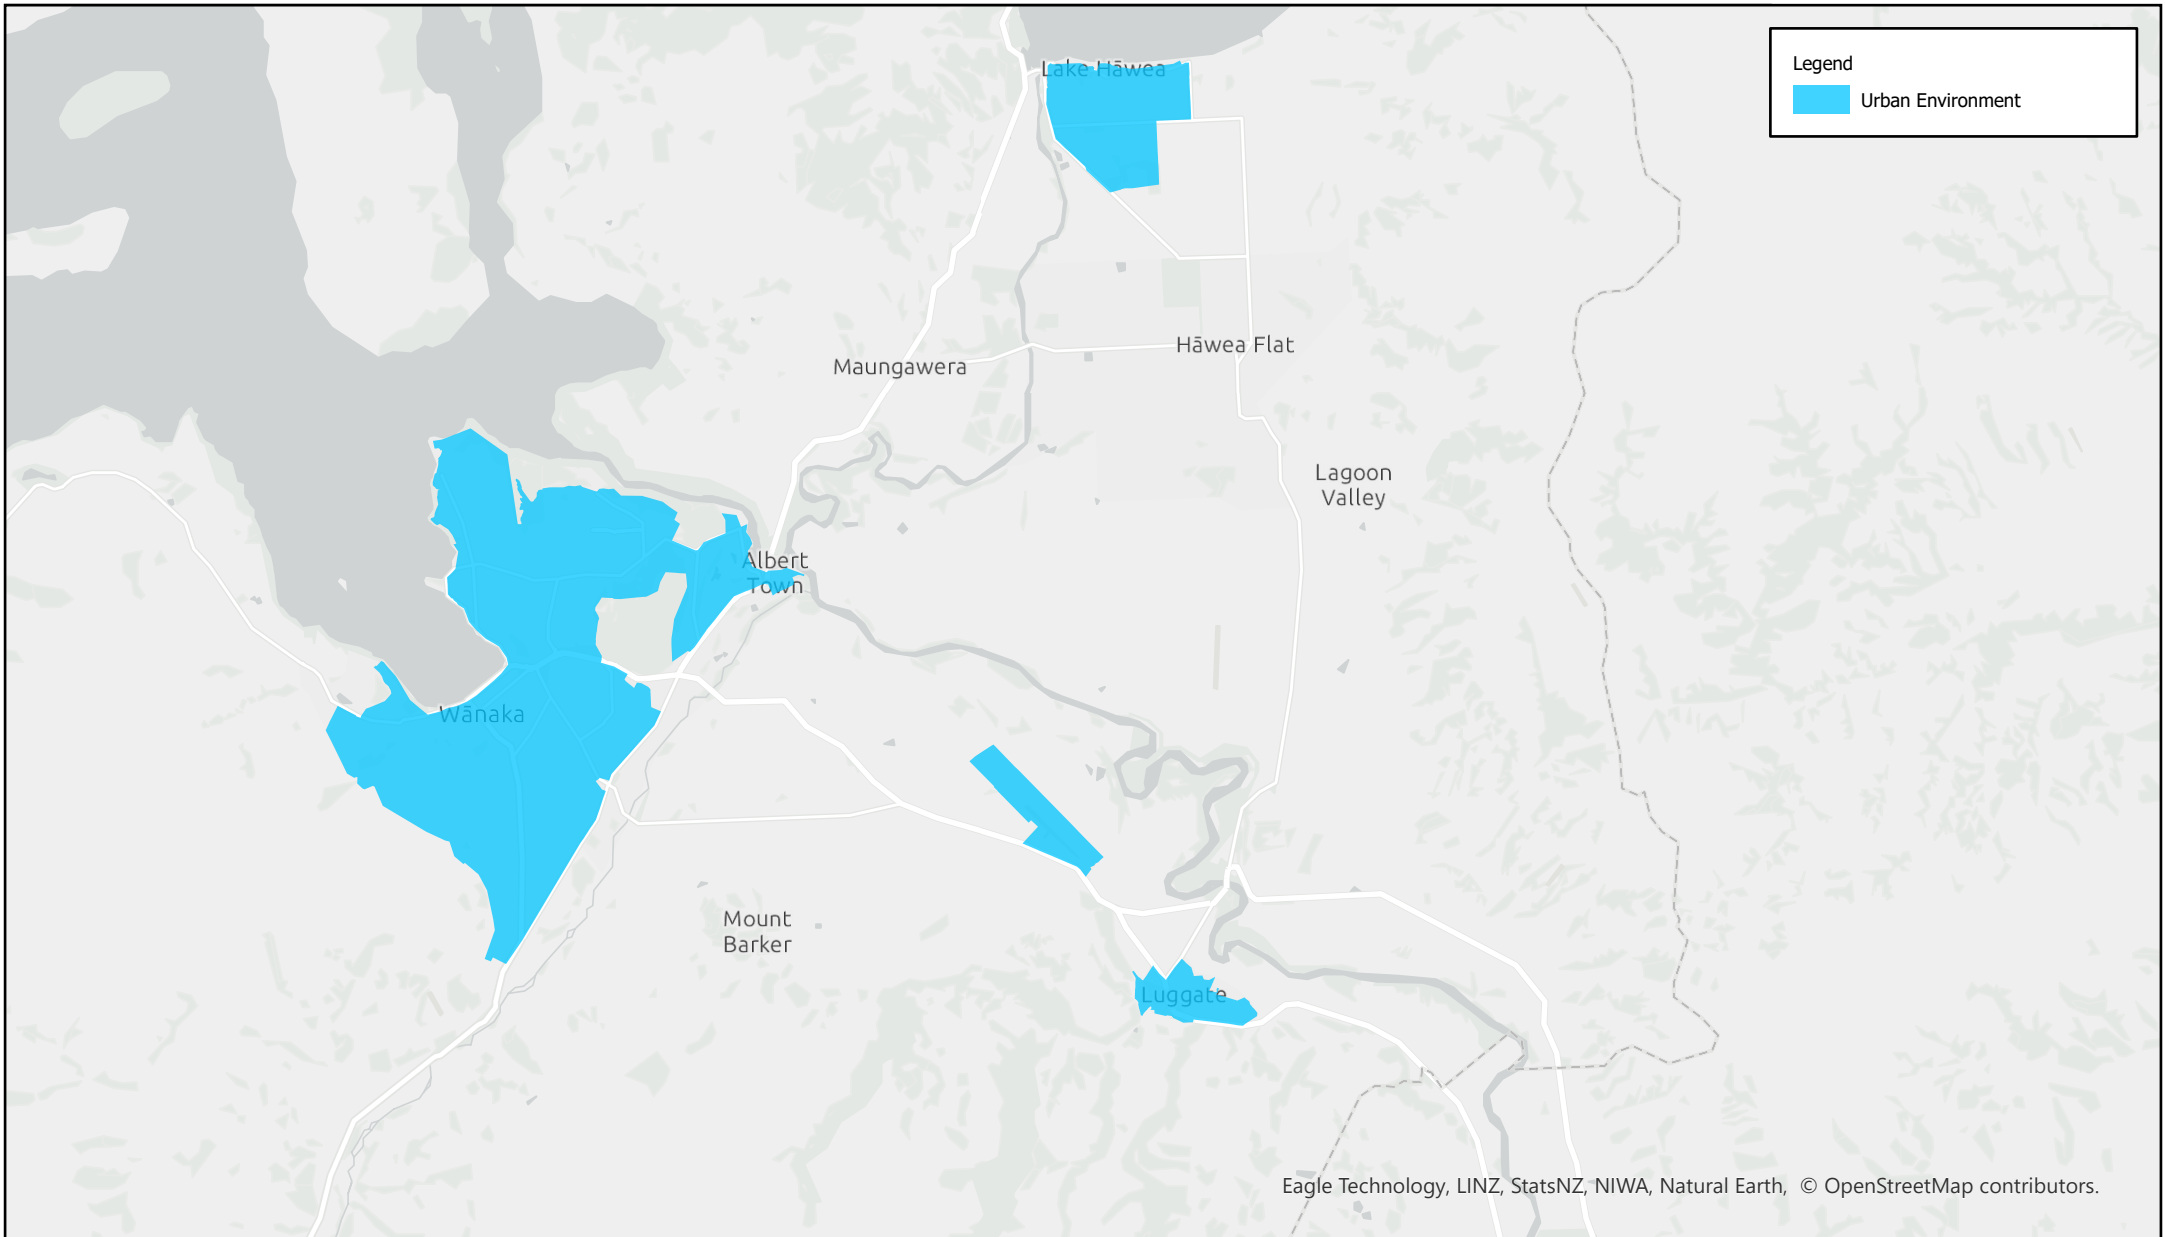 Legend
Urban Environment
Lake Hāwea
Hāwea Flat
Maungawera
Lagoon
Valley
Albert
Town
Wānaka
Mount
Barker
Luggate
Eagle Technology, LINZ, StatsNZ, NIWA, Natural Earth, © OpenStreetMap contributors.